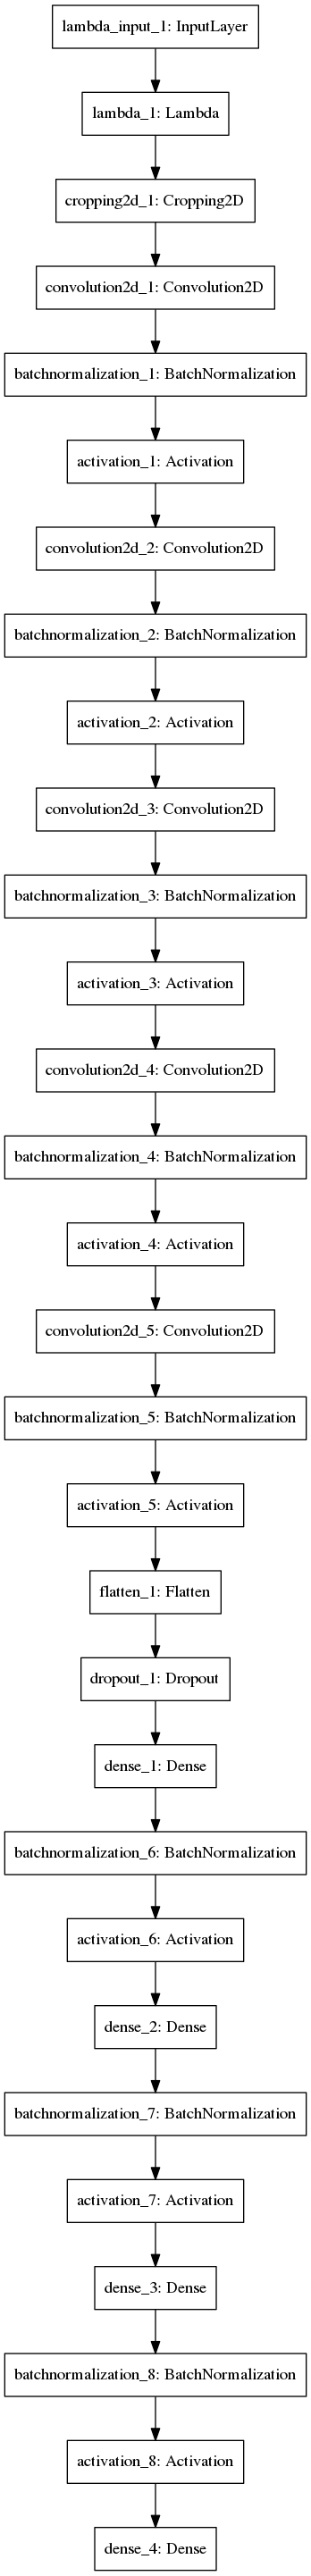 lambda_input_1: InputLayer
lambda_1: Lambda
cropping2d_1: Cropping2D
convolution2d_1: Convolution2D
batchnormalization_1: BatchNormalization
activation_1: Activation
convolution2d_2: Convolution2D
batchnormalization_2: BatchNormalization
activation_2: Activation
convolution2d_3: Convolution2D
batchnormalization_3: BatchNormalization
activation_3: Activation
convolution2d_4: Convolution2D
batchnormalization_4: BatchNormalization
activation_4: Activation
convolution2d_5: Convolution2D
batchnormalization_5: BatchNormalization
activation_5: Activation
flatten_1: Flatten
dropout_1: Dropout
dense_1: Dense
batchnormalization_6: BatchNormalization
activation_6: Activation
dense_2: Dense
batchnormalization_7: BatchNormalization
activation_7: Activation
dense_3: Dense
batchnormalization_8: BatchNormalization
activation_8: Activation
dense_4: Dense